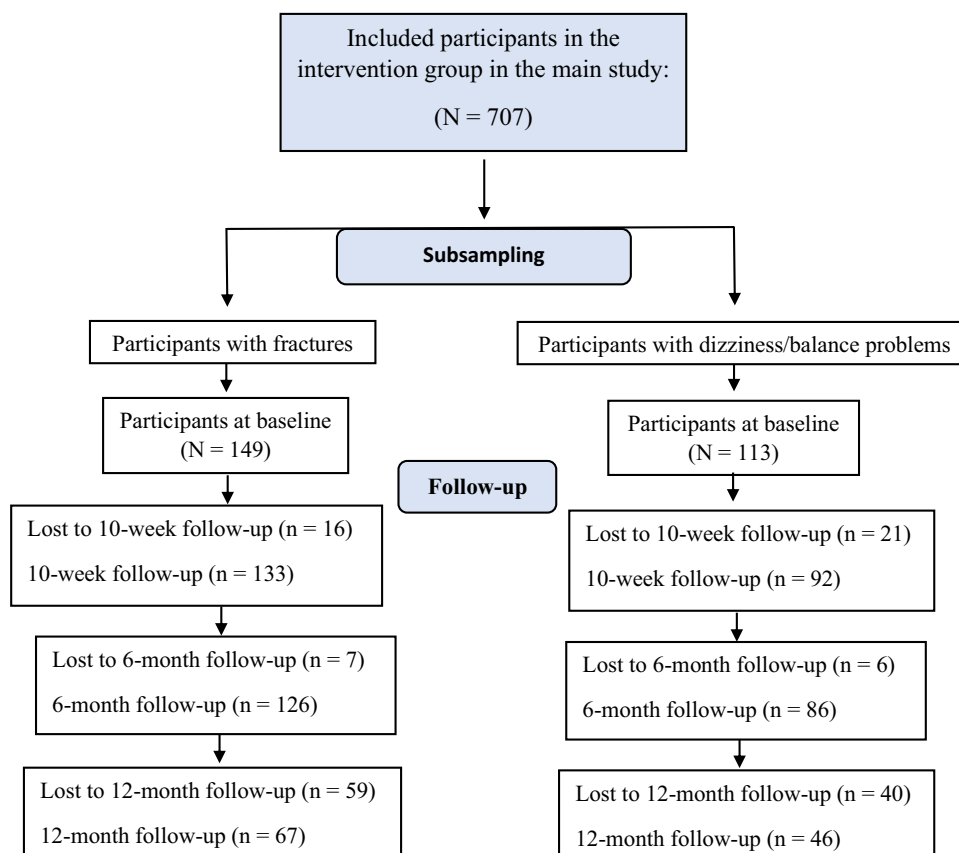 Included participants in the
intervention group in the main study:
(N = 707)
Subsampling
Participants with fractures
Participants with dizziness/balance problems
Participants at baseline
(N = 149)
Participants at baseline
(N = 113)
Follow-up
Lost to 10-week follow-up (n = 16)
10-week follow-up (n = 133)
Lost to 10-week follow-up (n = 21)
10-week follow-up (n = 92)
Lost to 6-month follow-up (n = 7)
6-month follow-up (n = 126)
Lost to 6-month follow-up (n = 6)
6-month follow-up (n = 86)
Lost to 12-month follow-up (n = 59)
12-month follow-up (n = 67)
Lost to 12-month follow-up (n = 40)
12-month follow-up (n = 46)